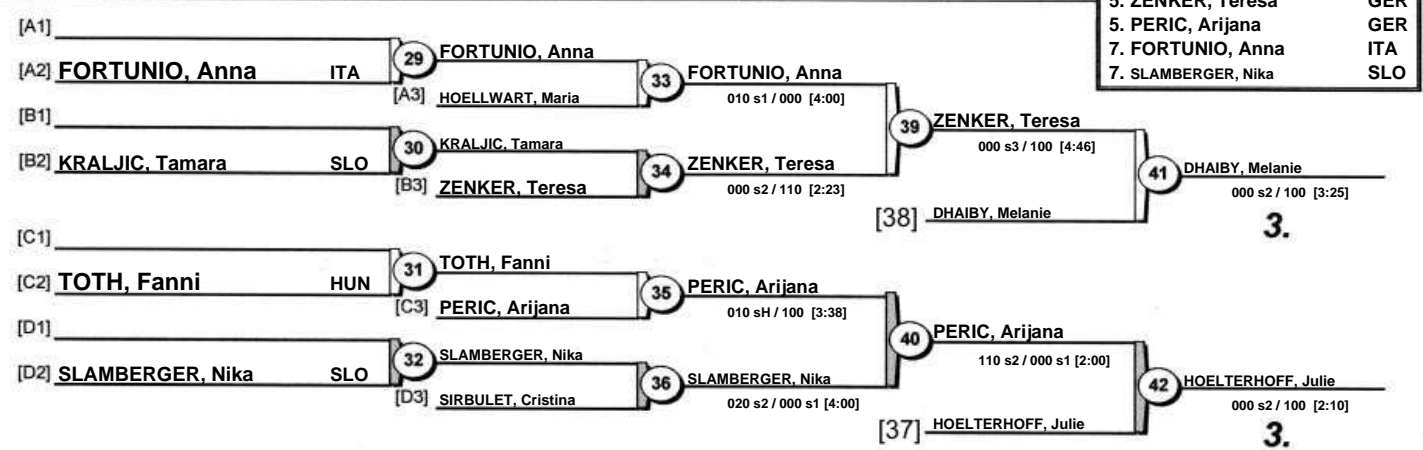 5. ZENKER, Teresa GER
5. PERIC, Arijana GER
7. FORTUNIO, Anna ITA
7. SLAMBERGER, Nika SLO
[A1]
[A2] FORTUNIO, Anna ITA
29
FORTUNIO, Anna
[A3] HOELLWART, Maria
33
FORTUNIO, Anna
010 s1 / 000 [4:00]
[B1]
[B2] KRALJIC, Tamara SLO
30
KRALJIC, Tamara
[B3] ZENKER, Teresa
34
ZENKER, Teresa
000 s2 / 110 [2:23]
39
ZENKER, Teresa
000 s3 / 100 [4:46]
[38] DHAIBY, Melanie
41
DHAIBY, Melanie
000 s2 / 100 [3:25]
3.
[C1]
[C2] TOTH, Fanni HUN
31
TOTH, Fanni
[C3] PERIC, Arijana
35
PERIC, Arijana
010 sH / 100 [3:38]
[D1]
[D2] SLAMBERGER, Nika SLO
32
SLAMBERGER, Nika
[D3] SIRBULET, Cristina
36
SLAMBERGER, Nika
020 s2 / 000 s1 [4:00]
40
PERIC, Arijana
110 s2 / 000 s1 [2:00]
[37] HOELTERHOFF, Julie
42
HOELTERHOFF, Julie
000 s2 / 100 [2:10]
3.